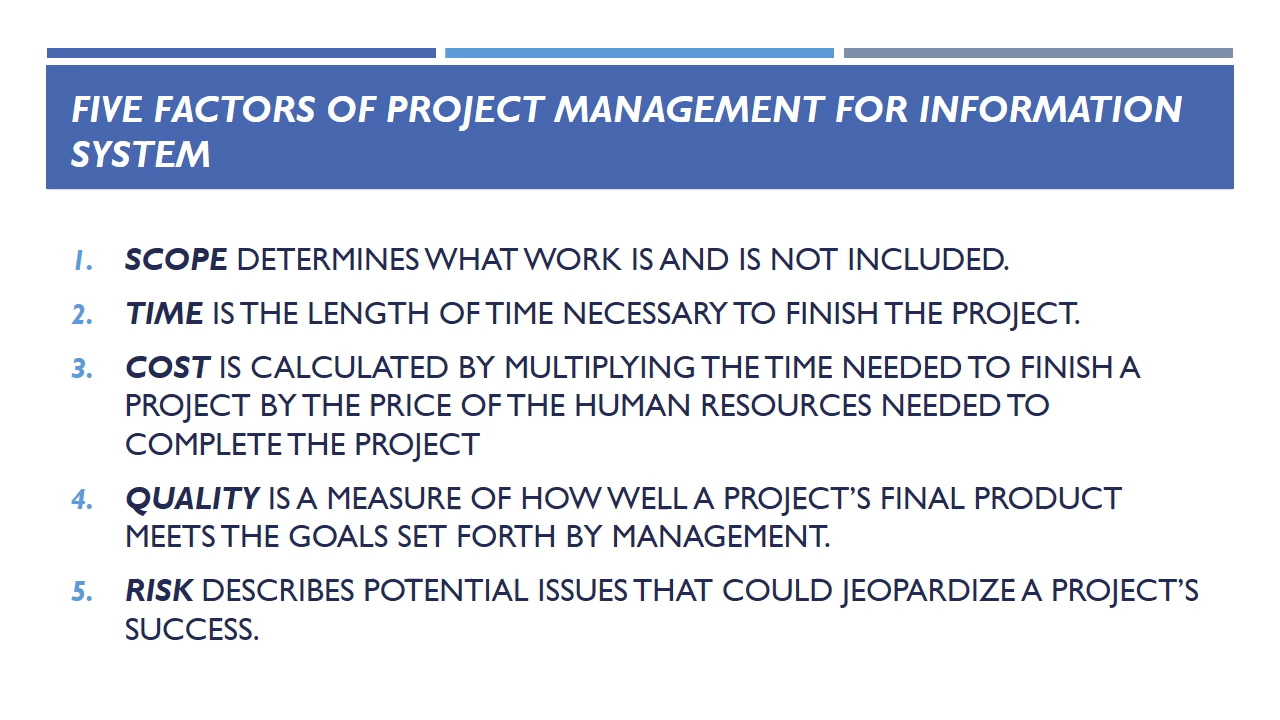 FIVE FACTORS OF PROJECT MANAGEMENT FOR INFORMATION
SYSTEM
1. SCOPE DETERMINES WHAT WORK IS AND IS NOT INCLUDED.
2. TIME IS THE LENGTH OF TIME NECESSARY TO FINISH THE PROJECT.
3. COST IS CALCULATED BY MULTIPLYING THE TIME NEEDED TO FINISH A
PROJECT BY THE PRICE OF THE HUMAN RESOURCES NEEDED TO
COMPLETE THE PROJECT
4. QUALITY IS A MEASURE OF HOW WELL A PROJECT’S FINAL PRODUCT
MEETS THE GOALS SET FORTH BY MANAGEMENT.
5. RISK DESCRIBES POTENTIAL ISSUES THAT COULD JEOPARDIZE A PROJECT’S
SUCCESS.